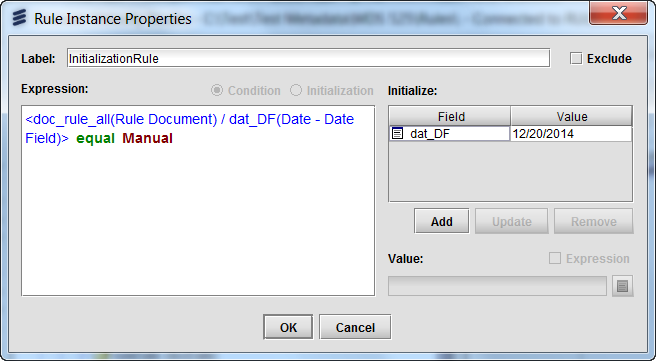 Rule Instance Properties
Label: InitializationRule Exclude
Expression: Condition Initialization Initialize:
<doc_rule_all(Rule Document) / dat_DF(Date - Date
Field)> equal Manual
Field Value
dat_DF 12/20/2014
Add Update Remove
Value: Expression
OK Cancel